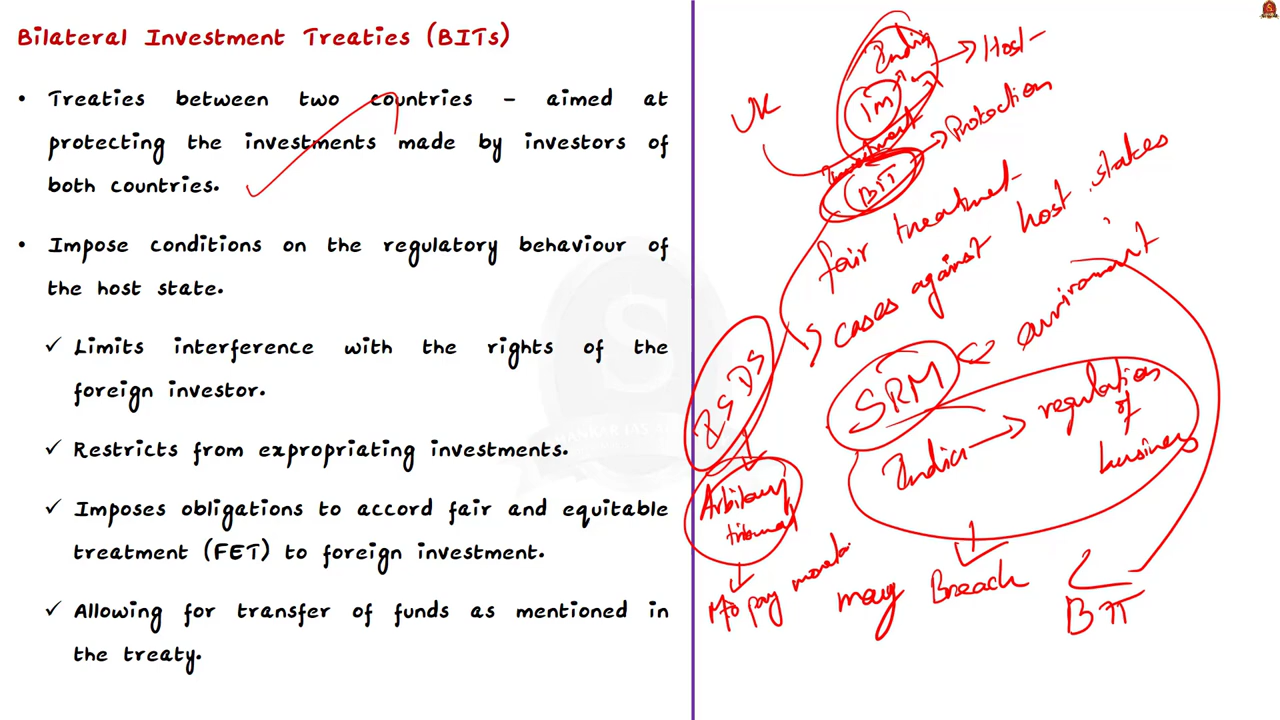 Bilateral Investment Treaties (BITs)
• Treaties between two countries – aimed at
protecting the investments made by investors of
both countries.
• Impose conditions on the regulatory behaviour of
the host state.
✓ Limits interference with the rights of the
foreign investor.
✓ Restricts from expropriating investments.
✓ Imposes obligations to accord fair and equitable
treatment (FET) to foreign investment.
✓ Allowing for transfer of funds as mentioned in
the treaty.
India → Host
UK
1M
Investment
BIT → Protection
fair treatment
cases against host states
environment
ISDS
SRM
India → regulation
of
business
Arbitrary
tribunal
pay
may Breach
BIT